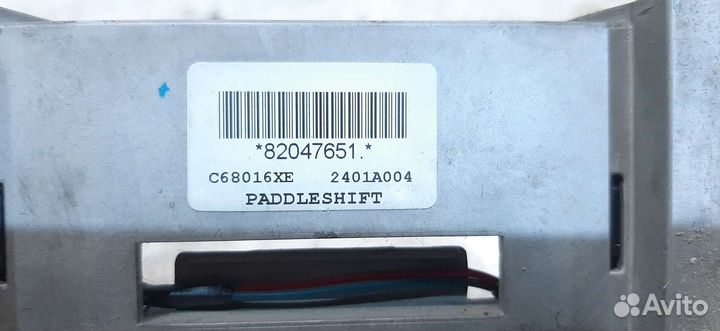 *82047651.*
C68016XE 2401A004
PADDLESHIFT
Avito